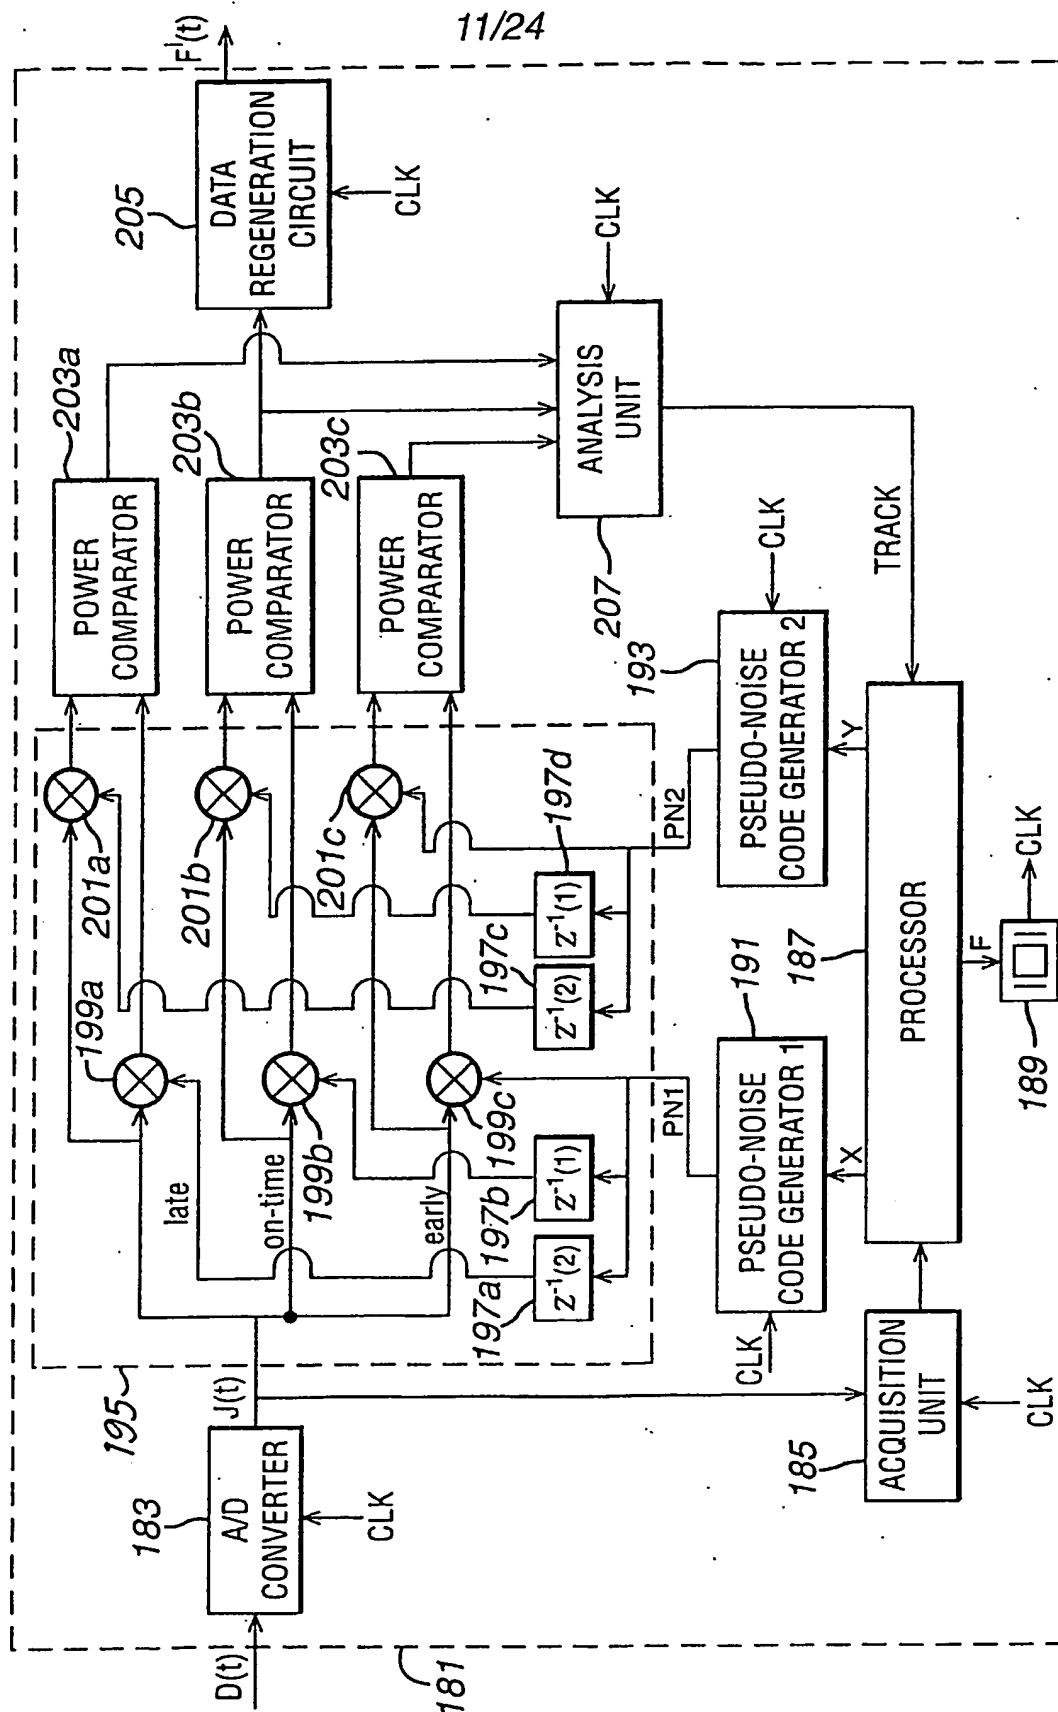 11/24
D(t)
181
183
A/D
CONVERTER
CLK
J(t)
195
late
on-time
early
199a
199b
199c
201a
201b
201c
197a
Z⁻¹(2)
197b
Z⁻¹(1)
197c
Z⁻¹(2)
197d
Z⁻¹(1)
PN1
PN2
POWER
COMPARATOR
203a
POWER
COMPARATOR
203b
POWER
COMPARATOR
203c
205
DATA
REGENERATION
CIRCUIT
CLK
F'(t)
207
ANALYSIS
UNIT
CLK
TRACK
185
ACQUISITION
UNIT
CLK
CLK
191
PSEUDO-NOISE
CODE GENERATOR 1
X
193
PSEUDO-NOISE
CODE GENERATOR 2
CLK
Y
187
PROCESSOR
F
189
CLK